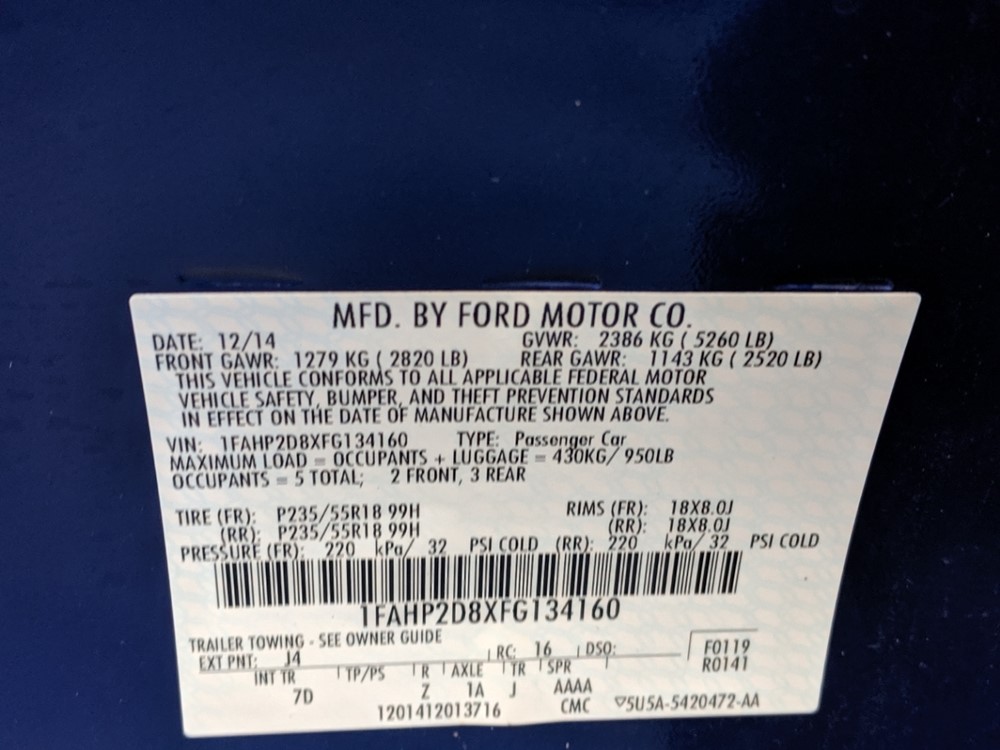 MFD. BY FORD MOTOR CO.
DATE: 12/14 GVWR: 2386 KG ( 5260 LB)
FRONT GAWR: 1279 KG ( 2820 LB) REAR GAWR: 1143 KG ( 2520 LB)
THIS VEHICLE CONFORMS TO ALL APPLICABLE FEDERAL MOTOR
VEHICLE SAFETY, BUMPER, AND THEFT PREVENTION STANDARDS
IN EFFECT ON THE DATE OF MANUFACTURE SHOWN ABOVE.
VIN: 1FAHP2D8XFG134160 TYPE: Passenger Car
MAXIMUM LOAD = OCCUPANTS + LUGGAGE = 430KG/ 950LB
OCCUPANTS = 5 TOTAL; 2 FRONT, 3 REAR
TIRE (FR): P235/55R18 99H RIMS (FR): 18X8.0J
(RR): P235/55R18 99H (RR): 18X8.0J
PRESSURE (FR): 220 kPa/ 32 PSI COLD (RR): 220 kPa/ 32 PSI COLD
1FAHP2D8XFG134160
TRAILER TOWING - SEE OWNER GUIDE
EXT PNT: J4 RC: 16 DSO: F0119
R0141
INT TR TP/PS R AXLE TR SPR
7D Z 1A J AAAA
1201412013716 CMC ▽5U5A-5420472-AA